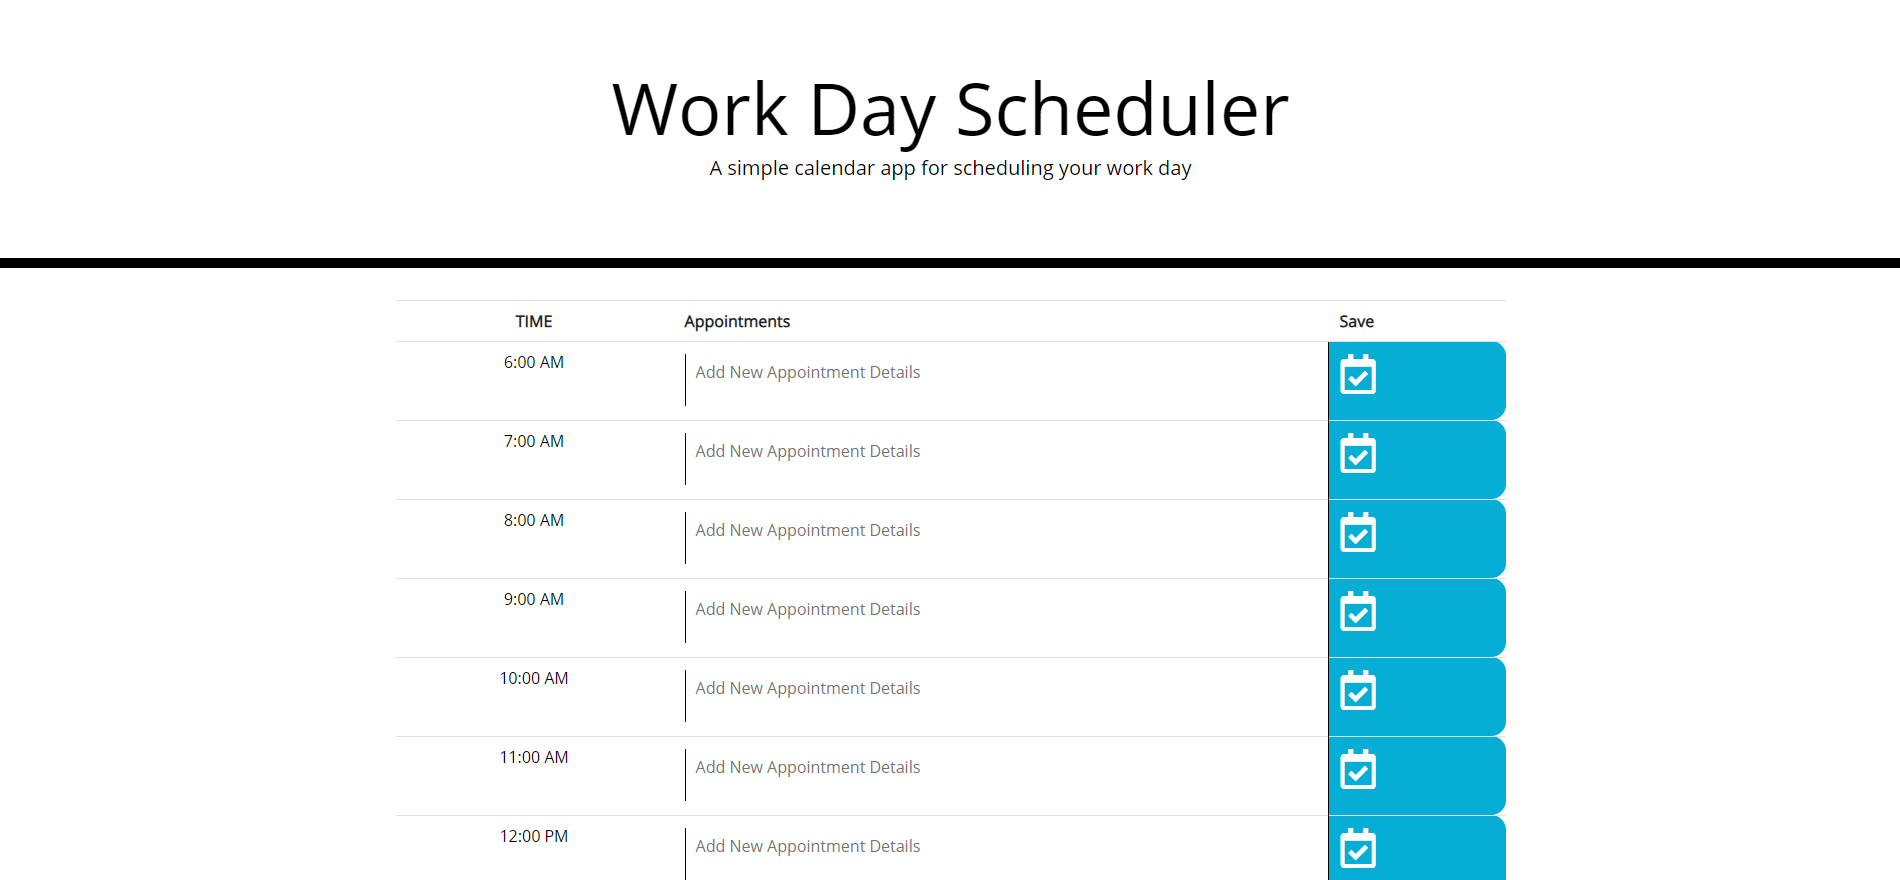 Work Day Scheduler
A simple calendar app for scheduling your work day
TIME Appointments Save
6:00 AM Add New Appointment Details
7:00 AM Add New Appointment Details
8:00 AM Add New Appointment Details
9:00 AM Add New Appointment Details
10:00 AM Add New Appointment Details
11:00 AM Add New Appointment Details
12:00 PM Add New Appointment Details